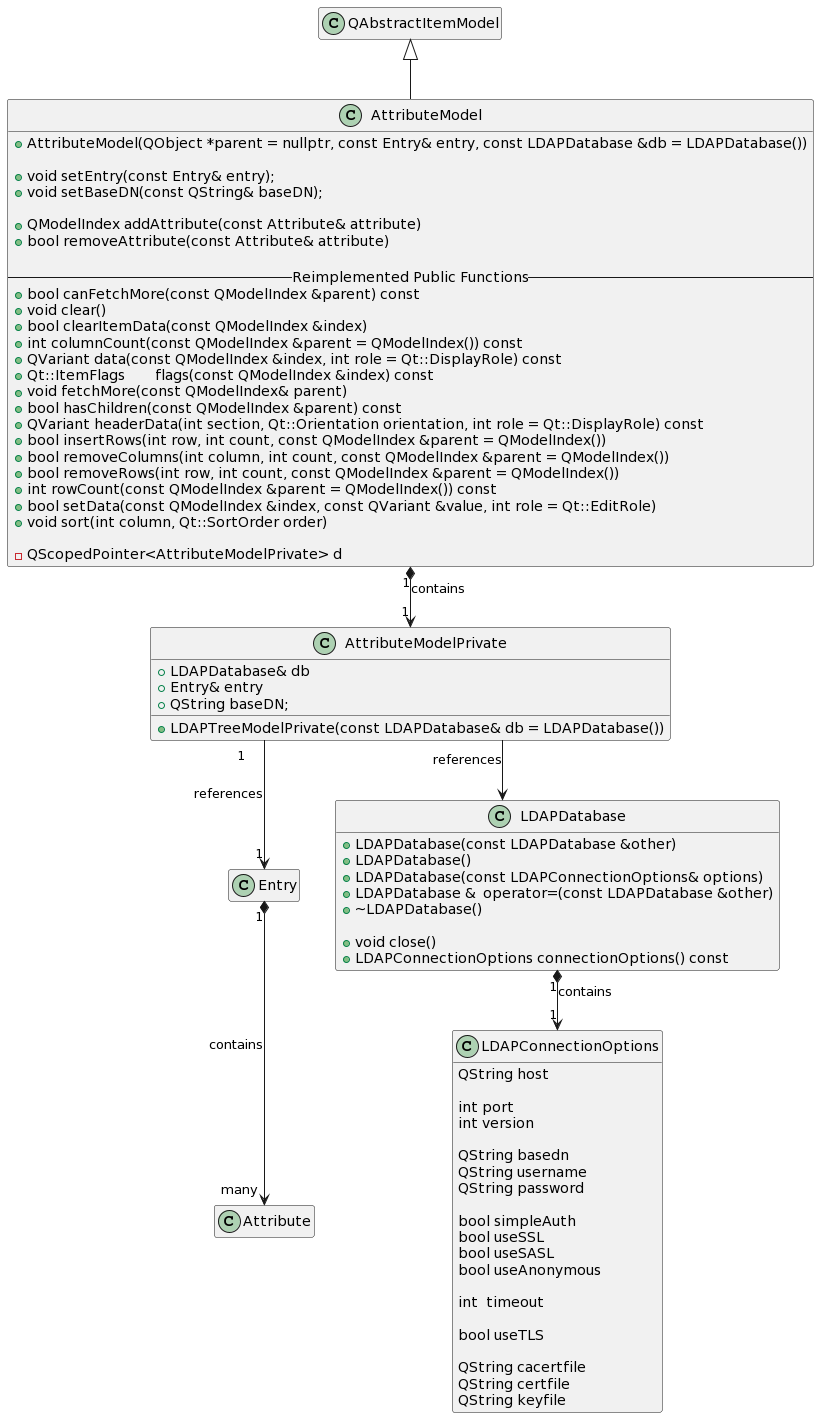 C QAbstractItemModel
C AttributeModel
AttributeModel(QObject *parent = nullptr, const Entry& entry, const LDAPDatabase &db = LDAPDatabase())
void setEntry(const Entry& entry);
void setBaseDN(const QString& baseDN);
QModelIndex addAttribute(const Attribute& attribute)
bool removeAttribute(const Attribute& attribute)
Reimplemented Public Functions
bool canFetchMore(const QModelIndex &parent) const
void clear()
bool clearItemData(const QModelIndex &index)
int columnCount(const QModelIndex &parent = QModelIndex()) const
QVariant data(const QModelIndex &index, int role = Qt::DisplayRole) const
Qt::ItemFlags flags(const QModelIndex &index) const
void fetchMore(const QModelIndex& parent)
bool hasChildren(const QModelIndex &parent) const
QVariant headerData(int section, Qt::Orientation orientation, int role = Qt::DisplayRole) const
bool insertRows(int row, int count, const QModelIndex &parent = QModelIndex())
bool removeColumns(int column, int count, const QModelIndex &parent = QModelIndex())
bool removeRows(int row, int count, const QModelIndex &parent = QModelIndex())
int rowCount(const QModelIndex &parent = QModelIndex()) const
bool setData(const QModelIndex &index, const QVariant &value, int role = Qt::EditRole)
void sort(int column, Qt::SortOrder order)
QScopedPointer<AttributeModelPrivate> d
1
contains
1
C AttributeModelPrivate
LDAPDatabase& db
Entry& entry
QString baseDN;
LDAPTreeModelPrivate(const LDAPDatabase& db = LDAPDatabase())
1
references
1
references
C Entry
C LDAPDatabase
LDAPDatabase(const LDAPDatabase &other)
LDAPDatabase()
LDAPDatabase(const LDAPConnectionOptions& options)
LDAPDatabase & operator=(const LDAPDatabase &other)
~LDAPDatabase()
void close()
LDAPConnectionOptions connectionOptions() const
1
contains
many
1
contains
1
C Attribute
C LDAPConnectionOptions
QString host
int port
int version
QString basedn
QString username
QString password
bool simpleAuth
bool useSSL
bool useSASL
bool useAnonymous
int timeout
bool useTLS
QString cacertfile
QString certfile
QString keyfile